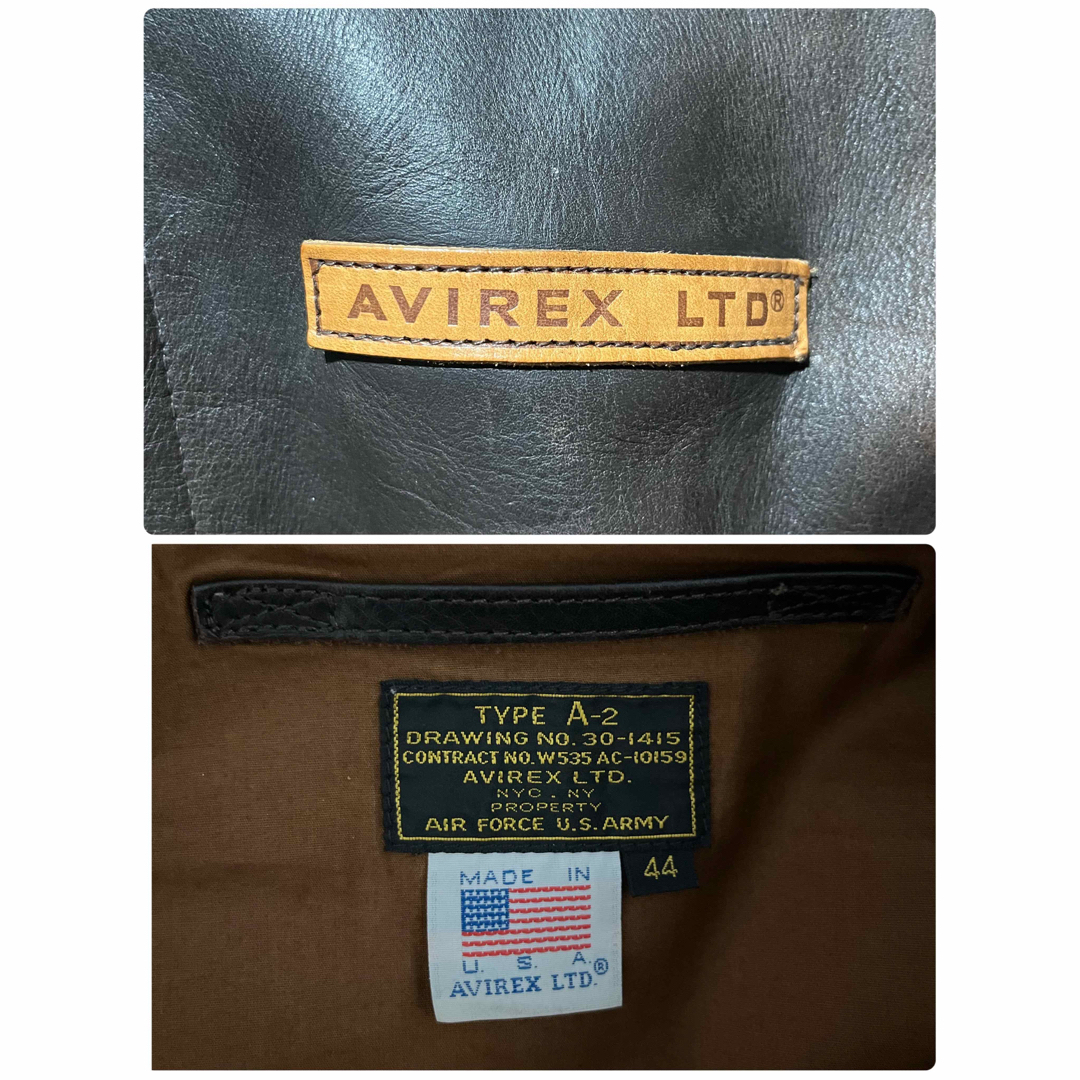 AVIREX LTD®
TYPE A-2
DRAWING NO. 30-1415
CONTRACT NO. W535 AC-10159
AVIREX LTD.
NYC. NY
PROPERTY
AIR FORCE U.S. ARMY
44
MADE IN
U. S. A.
AVIREX LTD.®